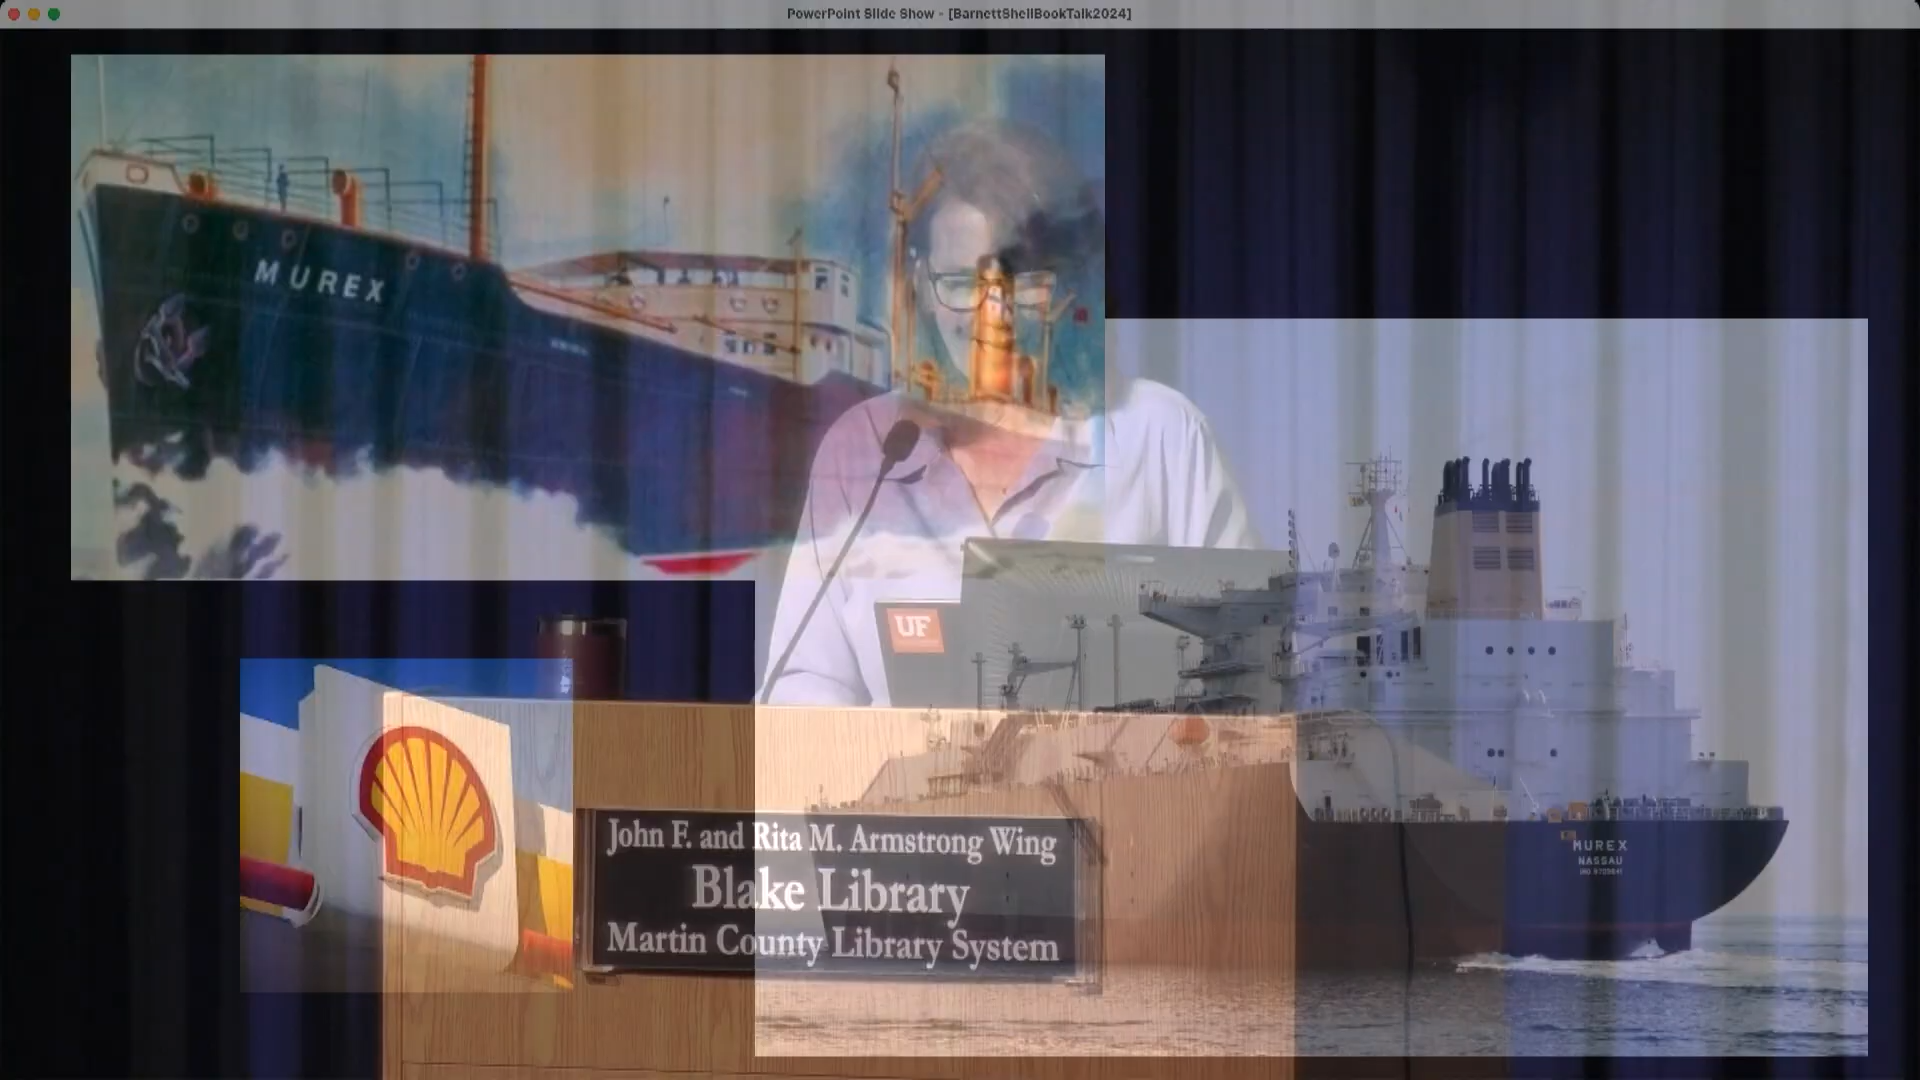 PowerPoint Slide Show - [BarnettShellBookTalk2024]
MUREX
UF
John F. and Rita M. Armstrong Wing
Blake Library
Martin County Library System
MUREX
NASSAU